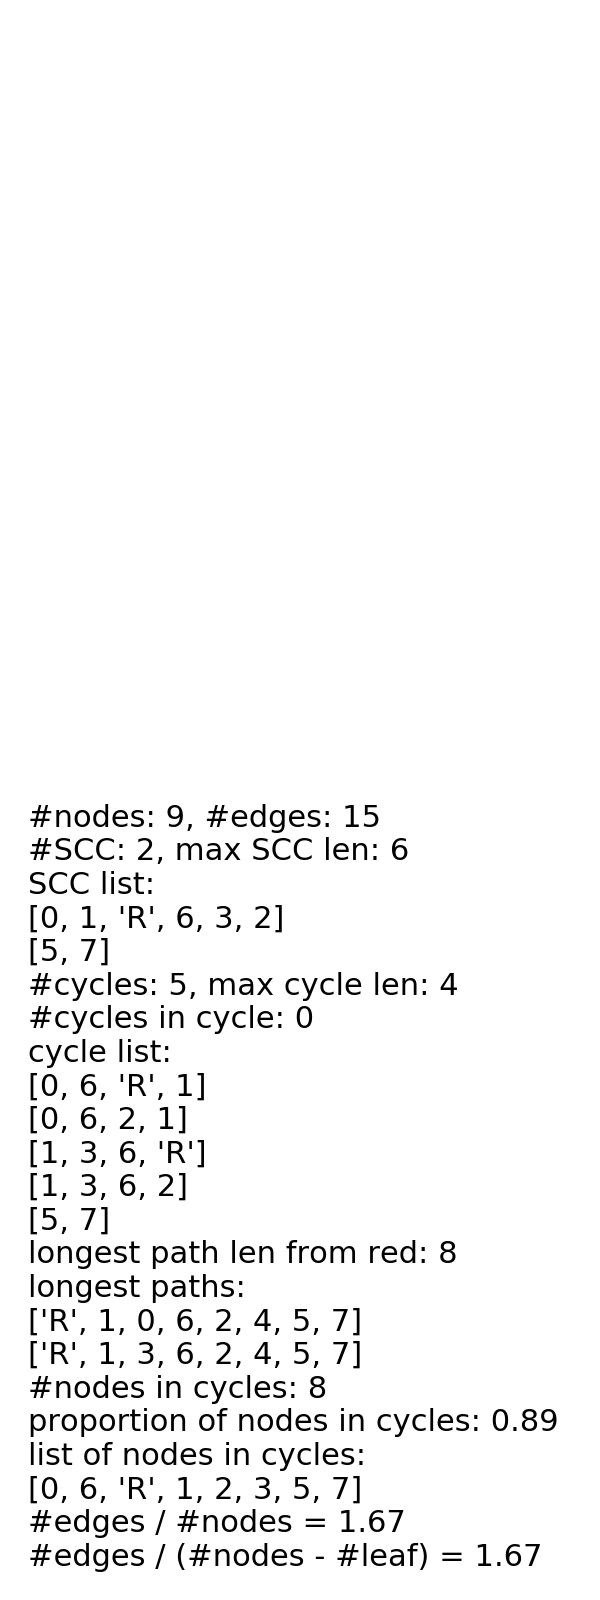 #nodes: 9, #edges: 15
#SCC: 2, max SCC len: 6
SCC list:
[0, 1, 'R', 6, 3, 2]
[5, 7]
#cycles: 5, max cycle len: 4
#cycles in cycle: 0
cycle list:
[0, 6, 'R', 1]
[0, 6, 2, 1]
[1, 3, 6, 'R']
[1, 3, 6, 2]
[5, 7]
longest path len from red: 8
longest paths:
['R', 1, 0, 6, 2, 4, 5, 7]
['R', 1, 3, 6, 2, 4, 5, 7]
#nodes in cycles: 8
proportion of nodes in cycles: 0.89
list of nodes in cycles:
[0, 6, 'R', 1, 2, 3, 5, 7]
#edges / #nodes = 1.67
#edges / (#nodes - #leaf) = 1.67